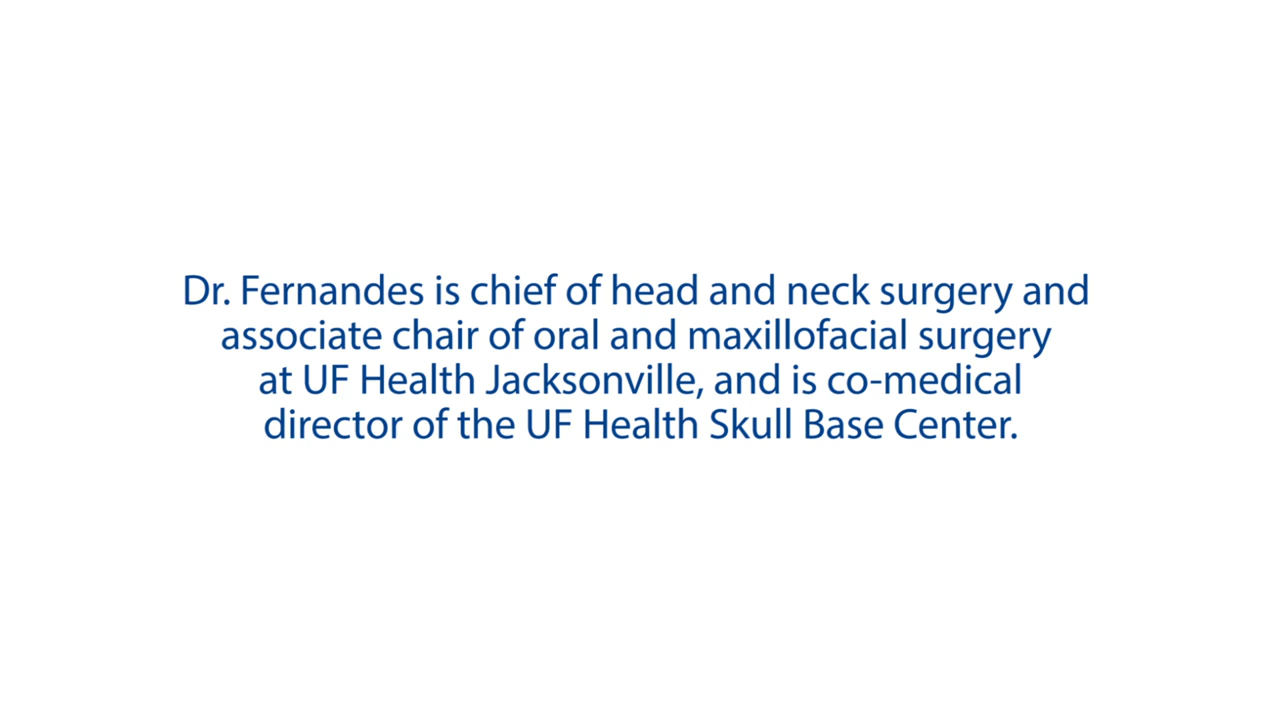 Dr. Fernandes is chief of head and neck surgery and
associate chair of oral and maxillofacial surgery
at UF Health Jacksonville, and is co-medical
director of the UF Health Skull Base Center.